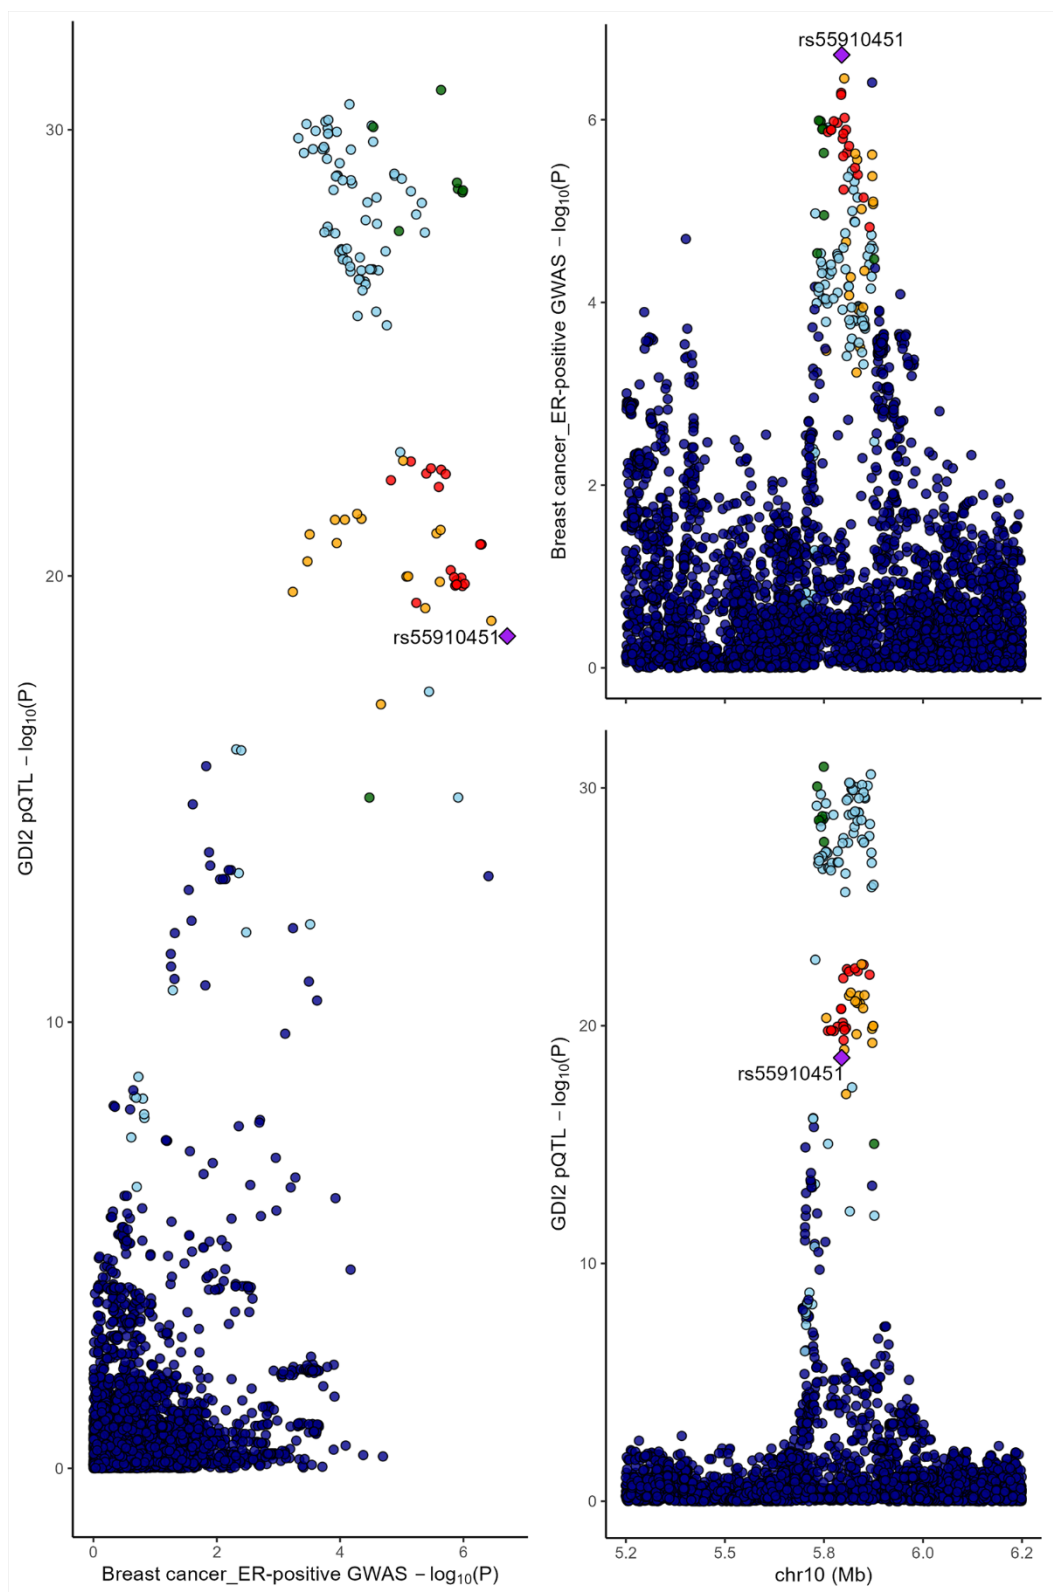 30
20
10
0
0
2
4
6
GDI2 pQTL − log10(P)
Breast cancer_ER-positive GWAS − log10(P)
rs55910451
rs55910451
6
4
2
0
Breast cancer_ER-positive GWAS − log10(P)
30
20
10
0
GDI2 pQTL − log10(P)
rs55910451
5.2
5.5
5.8
6.0
6.2
chr10 (Mb)